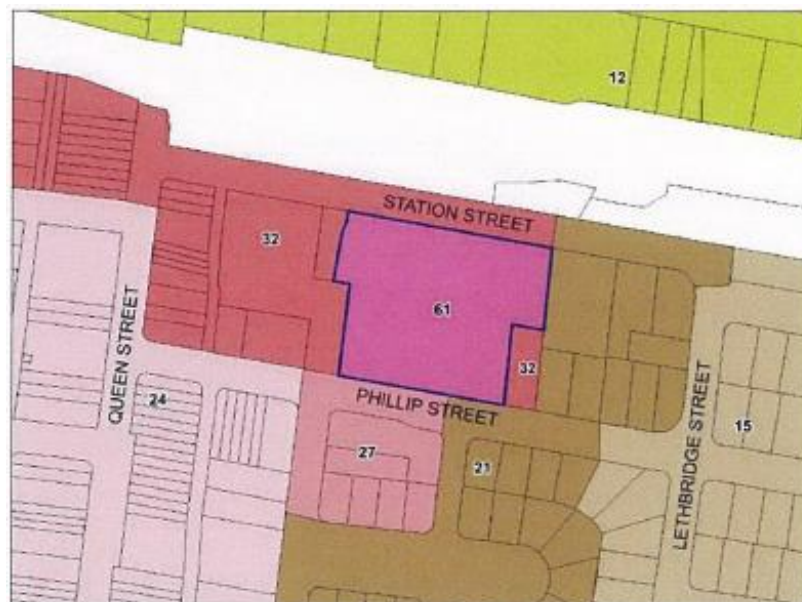 12
STATION STREET
32
61
32
QUEEN STREET
24
PHILLIP STREET
27
21
LETHBRIDGE STREET
15